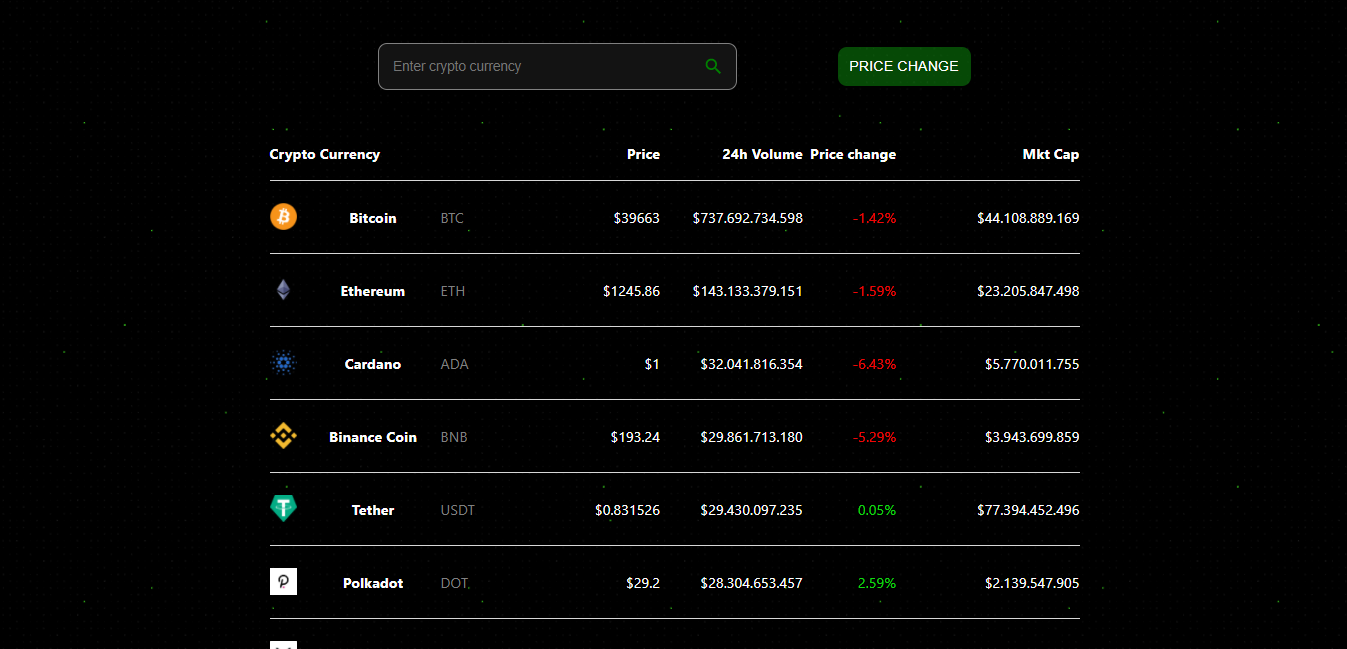 Enter crypto currency
PRICE CHANGE
Crypto Currency Price 24h Volume Price change Mkt Cap
Bitcoin BTC $39663 $737.692.734.598 -1.42% $44.108.889.169
Ethereum ETH $1245.86 $143.133.379.151 -1.59% $23.205.847.498
Cardano ADA $1 $32.041.816.354 -6.43% $5.770.011.755
Binance Coin BNB $193.24 $29.861.713.180 -5.29% $3.943.699.859
Tether USDT $0.831526 $29.430.097.235 0.05% $77.394.452.496
Polkadot DOT $29.2 $28.304.653.457 2.59% $2.139.547.905